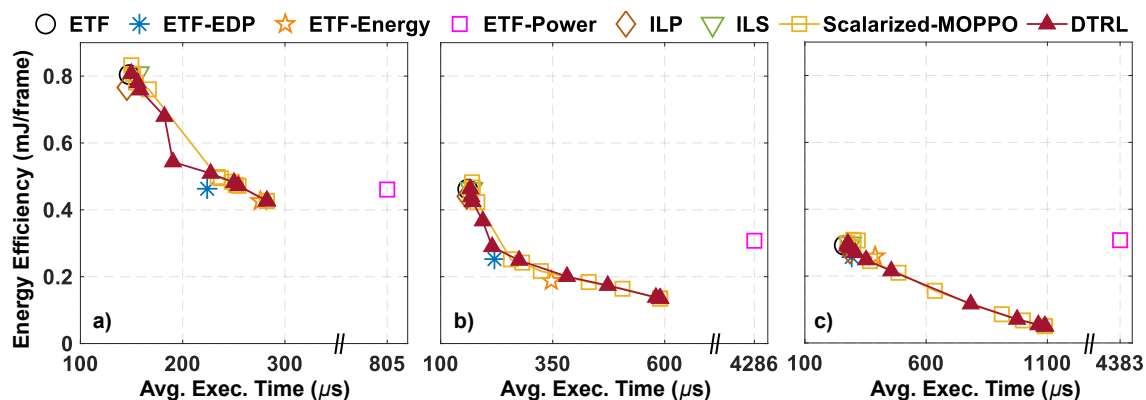 ETF ETF-EDP ETF-Energy ETF-Power ILP ILS Scalarized-MOPPO DTRL
Energy Efficiency (mJ/frame)
0.8
0.6
0.4
0.2
0
a) b) c)
100 200 300 // 805 100 350 600 // 4286 100 600 1100 // 4383
Avg. Exec. Time (μs) Avg. Exec. Time (μs) Avg. Exec. Time (μs)